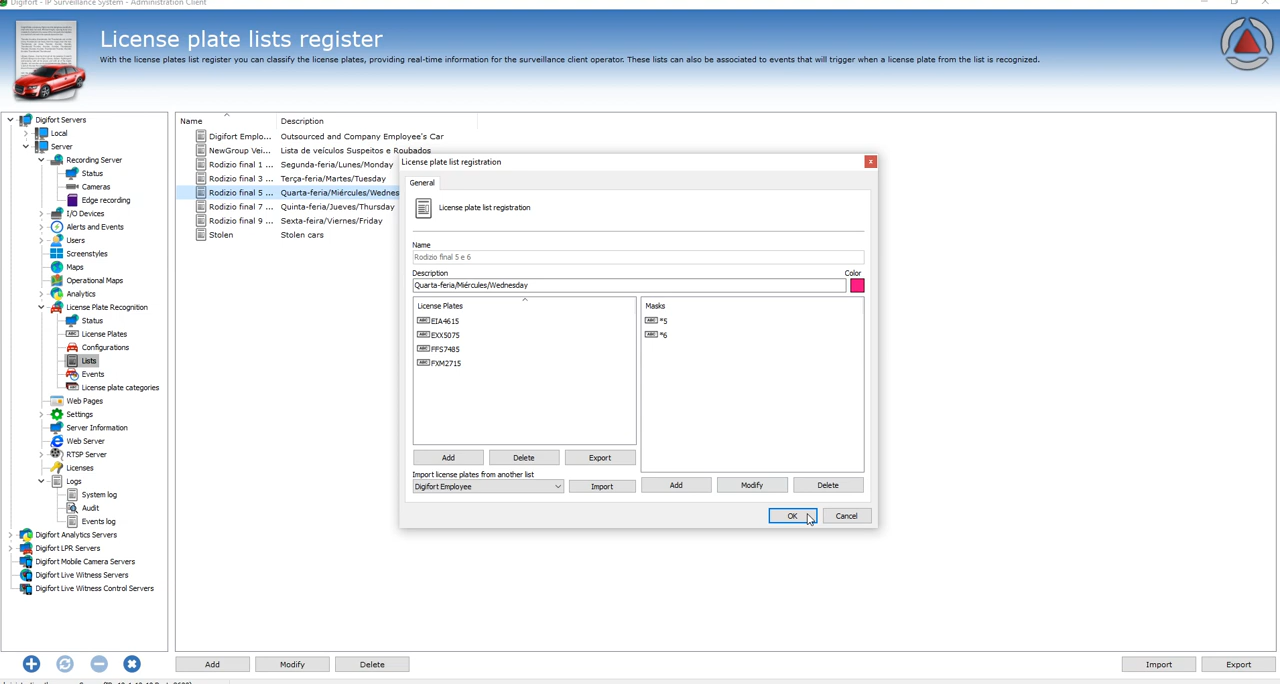 Digifort - IP Surveillance System - Administration Client
License plate lists register
With the license plates list register you can classify the license plates, providing real-time information for the surveillance client operator. These lists can also be associated to events that will trigger when a license plate from the list is recognized.
Digifort Servers
Local
Server
Recording Server
Status
Cameras
Edge recording
I/O Devices
Alerts and Events
Users
Screenstyles
Maps
Operational Maps
Analytics
License Plate Recognition
Status
License Plates
Configurations
Lists
Events
License plate categories
Web Pages
Settings
Server Information
Web Server
RTSP Server
Licenses
Logs
System log
Audit
Events log
Digifort Analytics Servers
Digifort LPR Servers
Digifort Mobile Camera Servers
Digifort Live Witness Servers
Digifort Live Witness Control Servers
Name Description
Digifort Emplo... Outsourced and Company Employee's Car
NewGroup Vei... Lista de veículos Suspeitos e Roubados
Rodizio final 1 ... Segunda-feria/Lunes/Monday
Rodizio final 3 ... Terça-feria/Martes/Tuesday
Rodizio final 5 ... Quarta-feria/Miércules/Wednes
Rodizio final 7 ... Quinta-feria/Jueves/Thursday
Rodizio final 9 ... Sexta-feira/Viernes/Friday
Stolen Stolen cars
License plate list registration
General
License plate list registration
Name
Rodizio final 5 e 6
Description Color
Quarta-feria/Miércules/Wednesday
License Plates
EIA4615
EXX5075
FFS7485
FXM2715
Masks
*5
*6
Add Delete Export
Import license plates from another list
Digifort Employee Import
Add Modify Delete
OK Cancel
Add Modify Delete Import Export